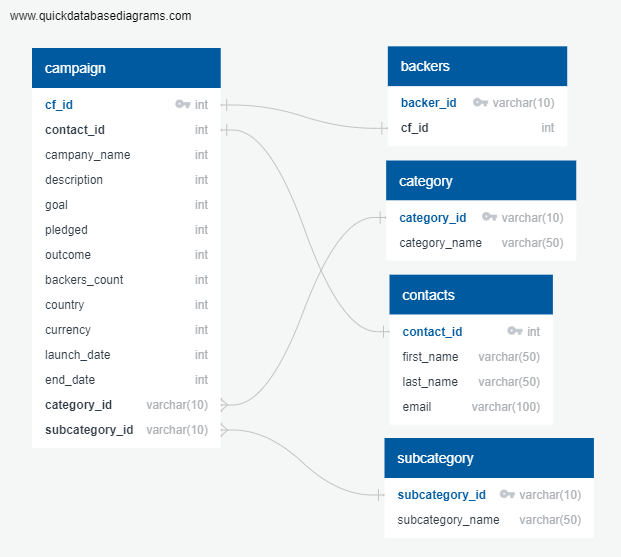 www.quickdatabasediagrams.com
campaign
cf_id int
contact_id int
campany_name int
description int
goal int
pledged int
outcome int
backers_count int
country int
currency int
launch_date int
end_date int
category_id varchar(10)
subcategory_id varchar(10)
backers
backer_id varchar(10)
cf_id int
category
category_id varchar(10)
category_name varchar(50)
contacts
contact_id int
first_name varchar(50)
last_name varchar(50)
email varchar(100)
subcategory
subcategory_id varchar(10)
subcategory_name varchar(50)